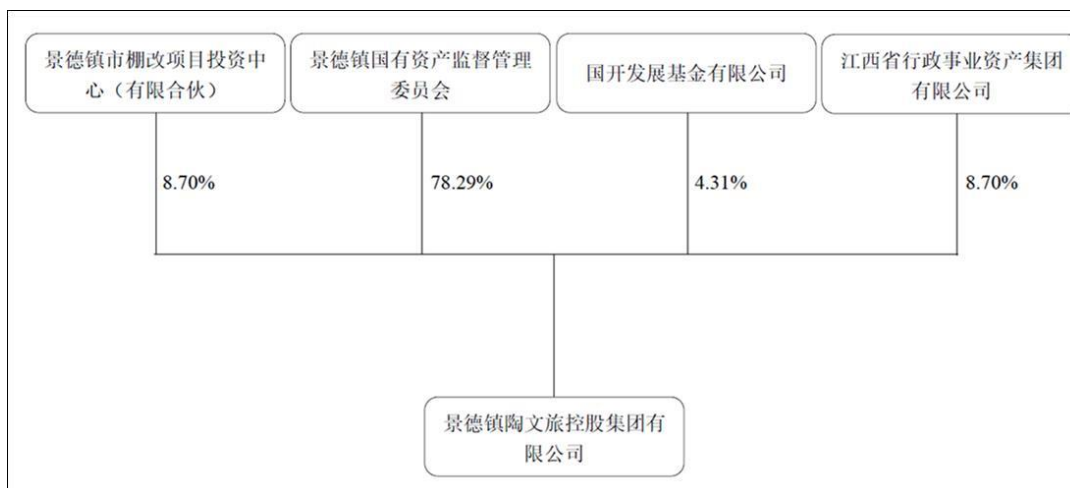 景德镇市棚改项目投资中
心（有限合伙）
景德镇国有资产监督管理
委员会
国开发展基金有限公司
江西省行政事业资产集团
有限公司
8.70%
78.29%
4.31%
8.70%
景德镇陶文旅控股集团有
限公司